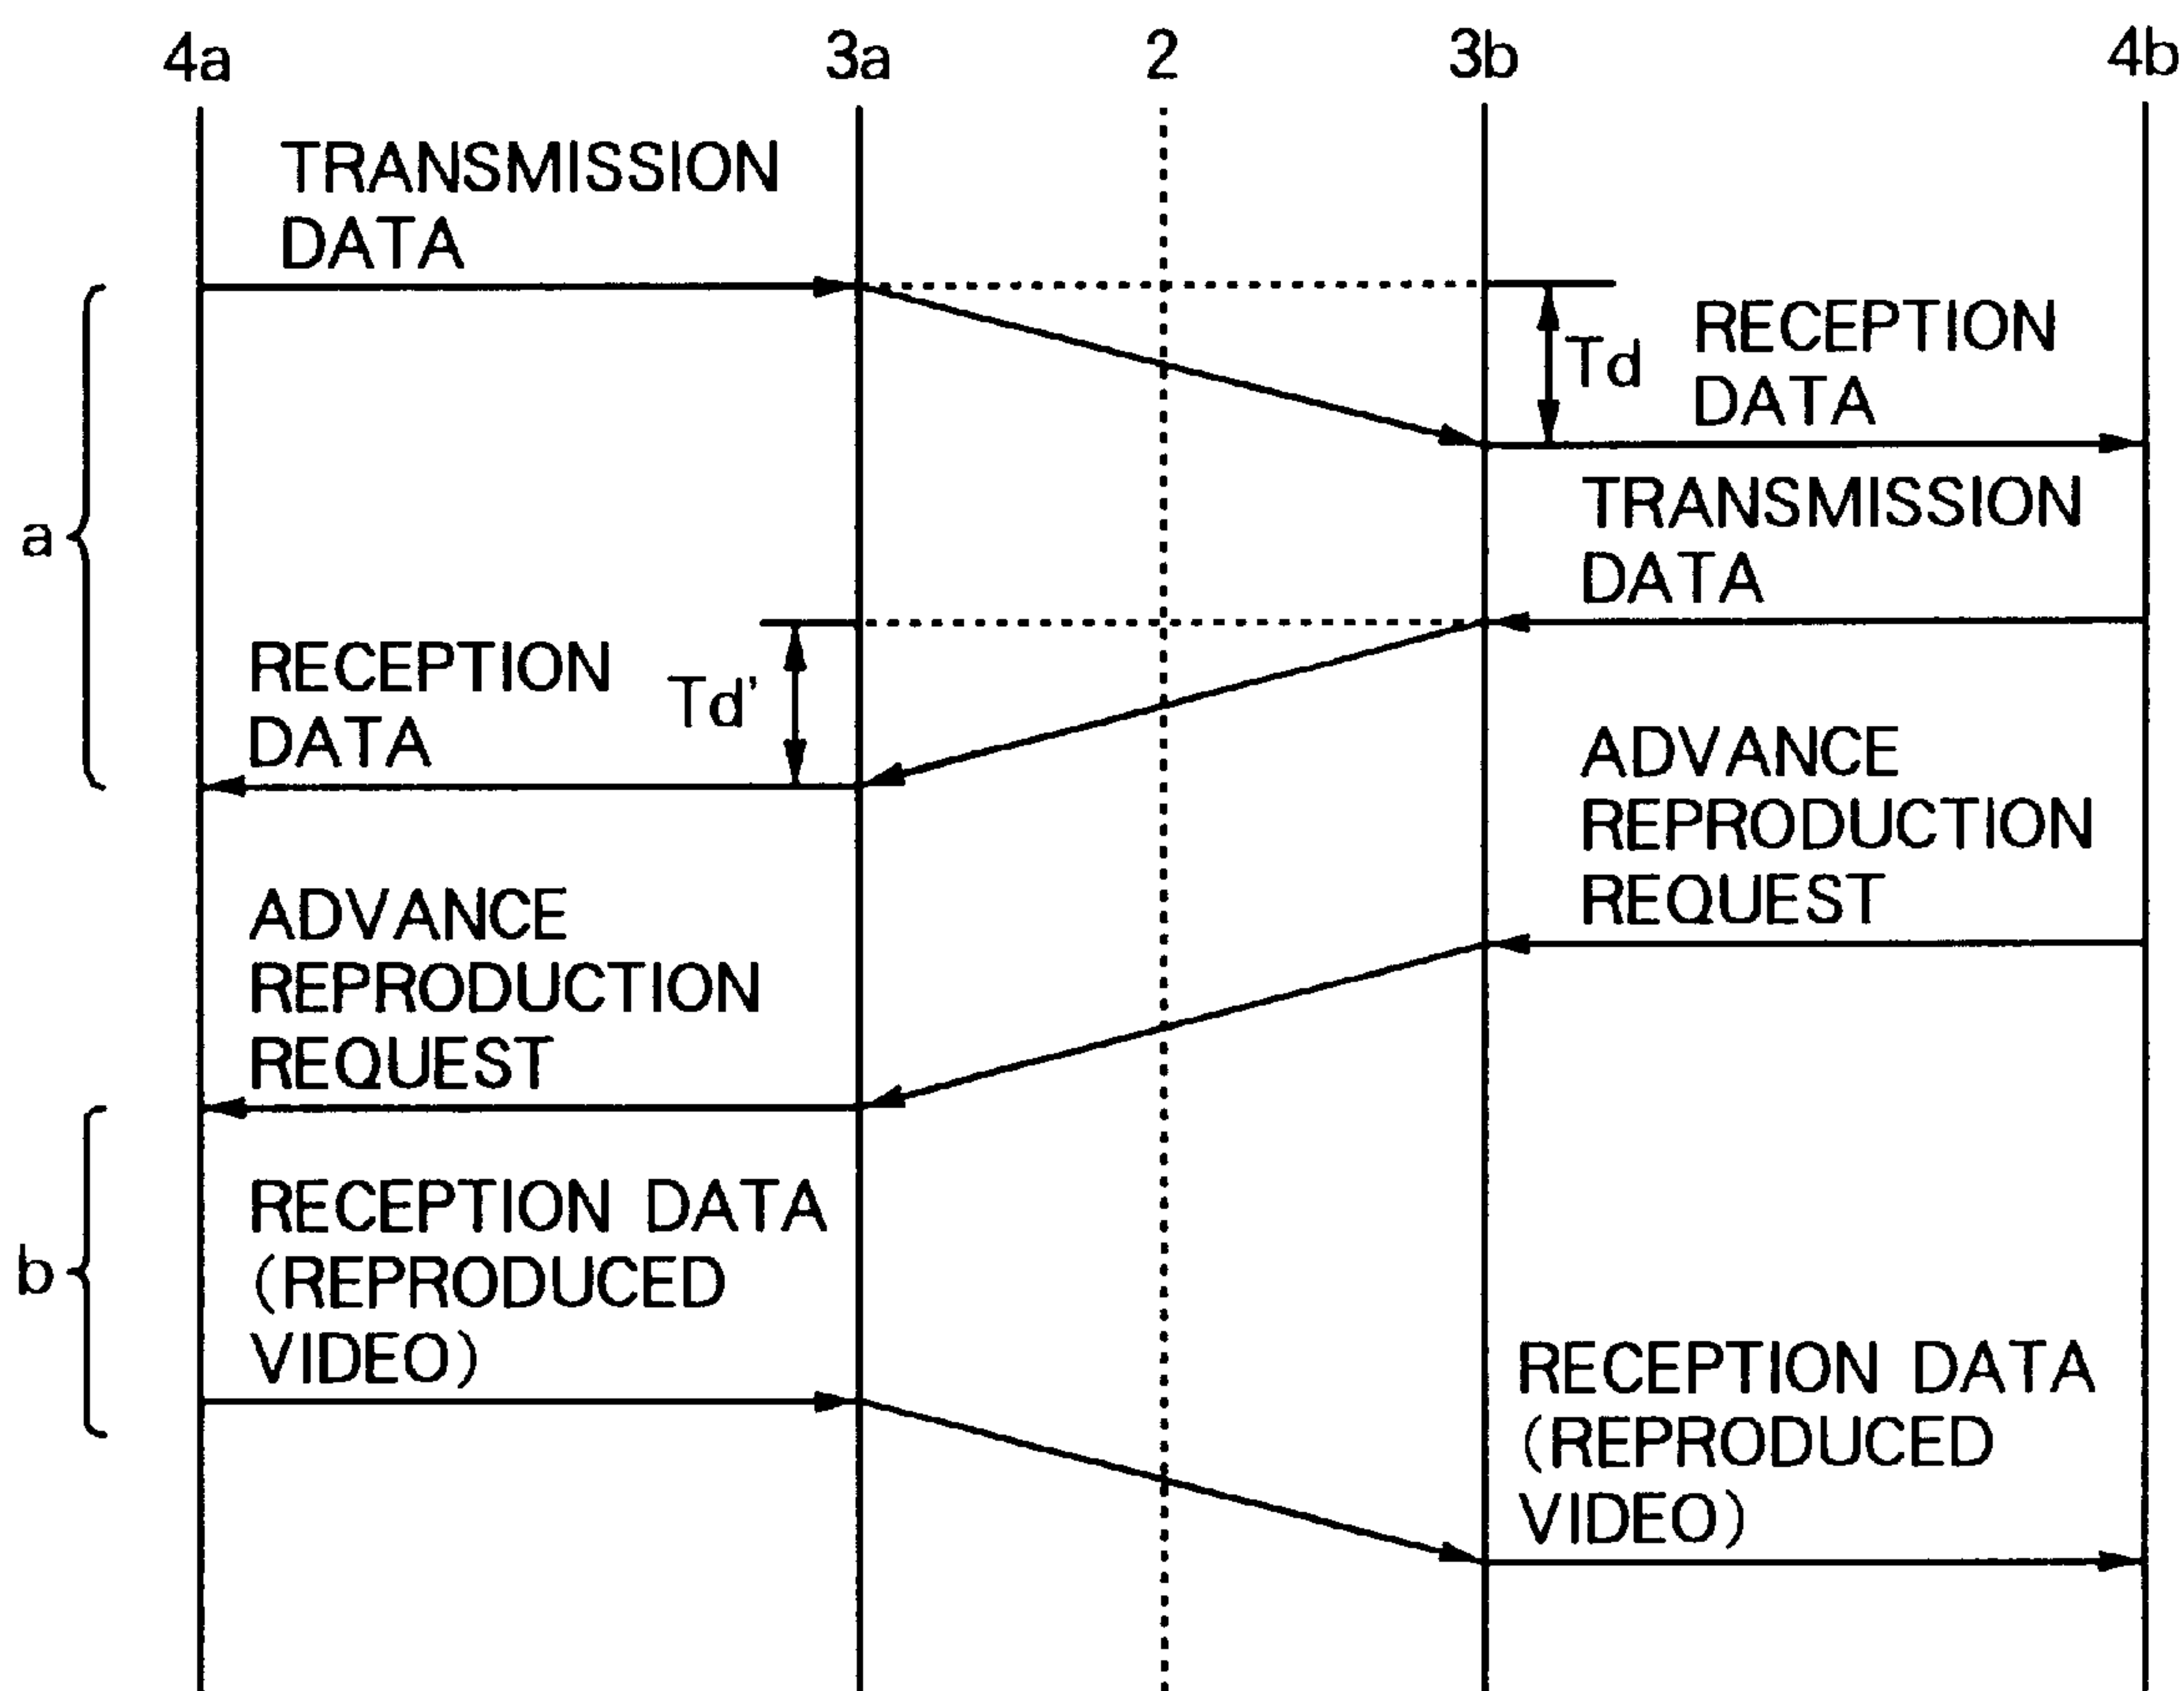 4a 3a 2 3b 4b
TRANSMISSION
DATA
Td
RECEPTION
DATA
a
TRANSMISSION
DATA
RECEPTION
DATA
Td'
ADVANCE
REPRODUCTION
REQUEST
ADVANCE
REPRODUCTION
REQUEST
b
RECEPTION DATA
(REPRODUCED
VIDEO)
RECEPTION DATA
(REPRODUCED
VIDEO)